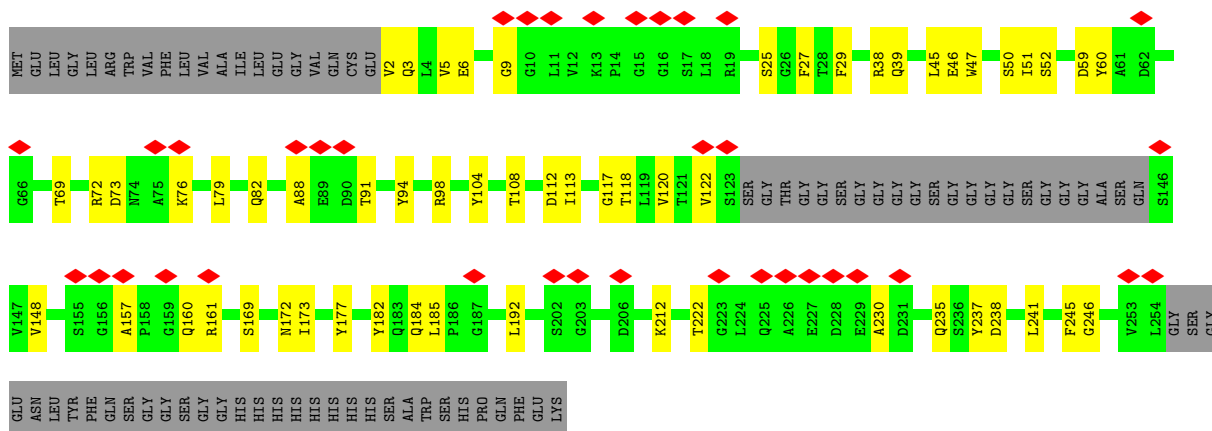 MET GLU LEU GLY LEU ARG TRP VAL PHE LEU VAL ALA ILE LEU GLU GLY VAL GLN CYS GLU V2 Q3 L4 V5 E6 G9 G10 L11 V12 K13 P14 G15 G16 S17 L18 R19 S25 G26 F27 T28 F29 R38 Q39 L45 E46 W47 S50 I51 S52 D59 Y60 A61 D62
G66 T69 R72 D73 N74 A75 K76 L79 Q82 A88 E89 D90 T91 Y94 R98 Y104 T108 D112 I113 G117 T118 L119 V120 T121 V122 S123 SER GLY THR GLY GLY SER GLY GLY GLY GLY SER GLY GLY GLY GLY SER GLY GLY GLY ALA SER GLN S146
V147 V148 S155 G156 A157 P158 G159 Q160 R161 S169 N172 I173 Y177 Y182 Q183 Q184 L185 P186 G187 L192 S202 G203 D206 K212 T222 G223 L224 Q225 A226 E227 D228 E229 A230 D231 Q235 S236 Y237 D238 L241 F245 G246 V253 L254 GLY SER GLY
GLU ASN LEU TYR PHE GLN SER GLY GLY SER GLY GLY HIS HIS HIS HIS HIS HIS HIS HIS SER ALA TRP SER HIS PRO GLN PHE GLU LYS